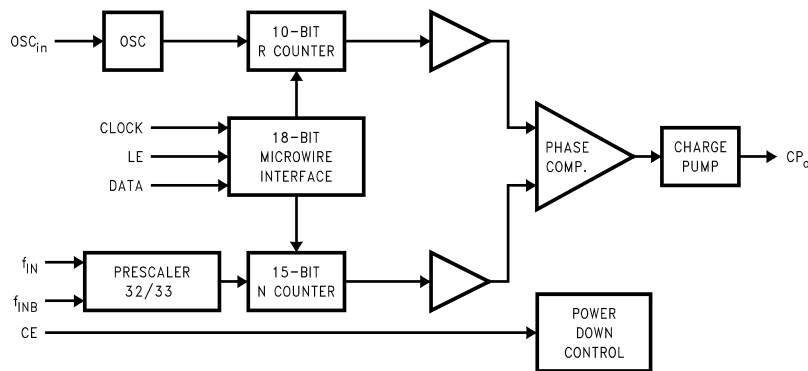 OSCin
OSC
10-BIT
R COUNTER
CLOCK
LE
DATA
18-BIT
MICROWIRE
INTERFACE
PHASE
COMP.
CHARGE
PUMP
CPo
fIN
fINB
PRESCALER
32/33
15-BIT
N COUNTER
CE
POWER
DOWN
CONTROL